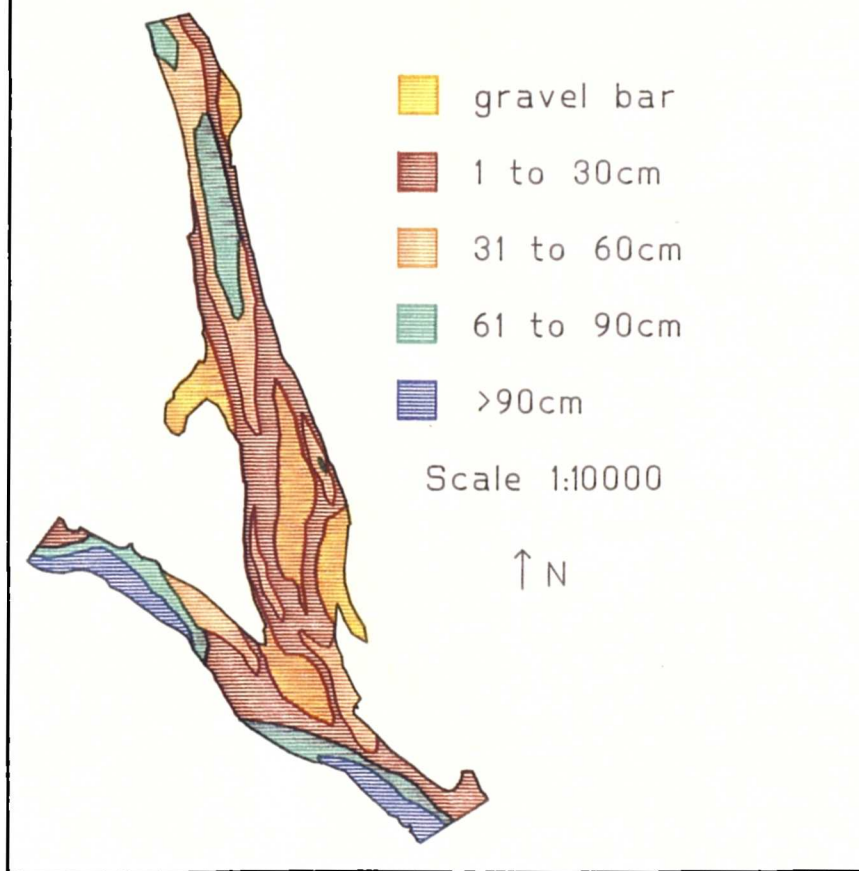 gravel bar
1 to 30cm
31 to 60cm
61 to 90cm
>90cm
Scale 1:10000
↑ N